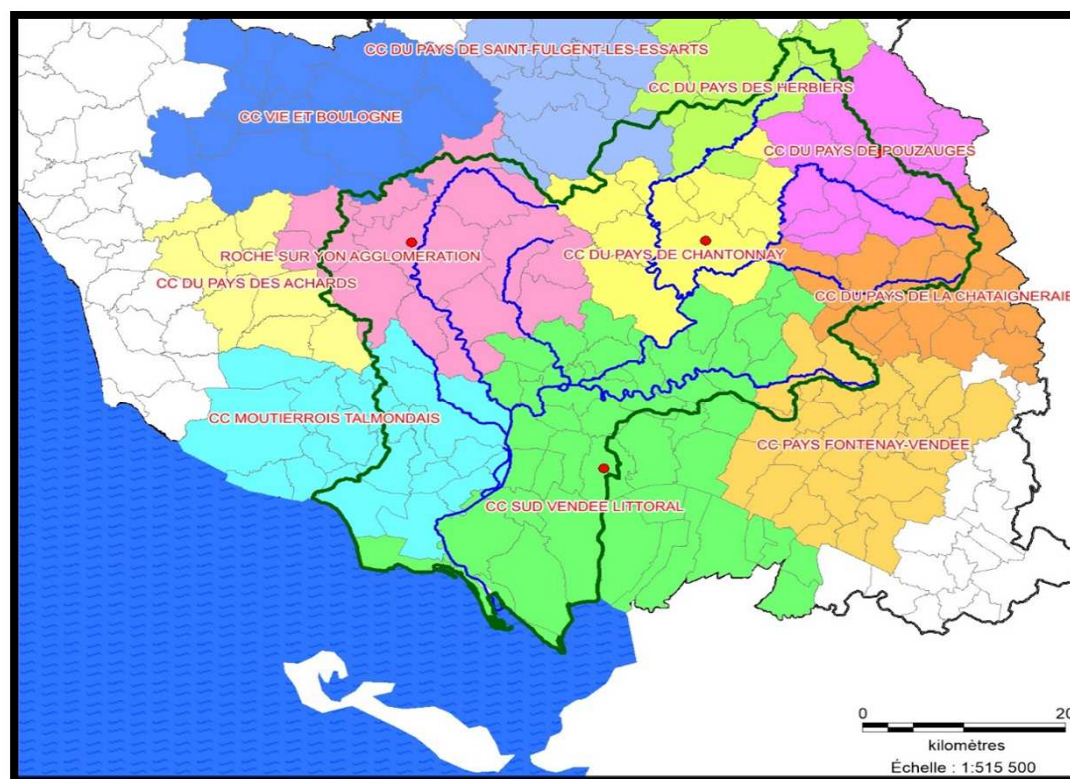 CC DU PAYS DE SAINT-FULGENT-LES-ESSARTS
CC DU PAYS DES HERBIERS
CC VIE ET BOULOGNE
CC DU PAYS DE POUZAUGES
ROCHE SUR YON AGGLOMERATION
CC DU PAYS DE CHANTONNAY
CC DU PAYS DES ACHARDS
CC DU PAYS DE LA CHATAIGNERAIE
CC MOUTIERROIS TALMONDAIS
CC PAYS FONTENAY-VENDEE
CC SUD VENDEE LITTORAL
0 20
kilomètres
Échelle : 1:515 500